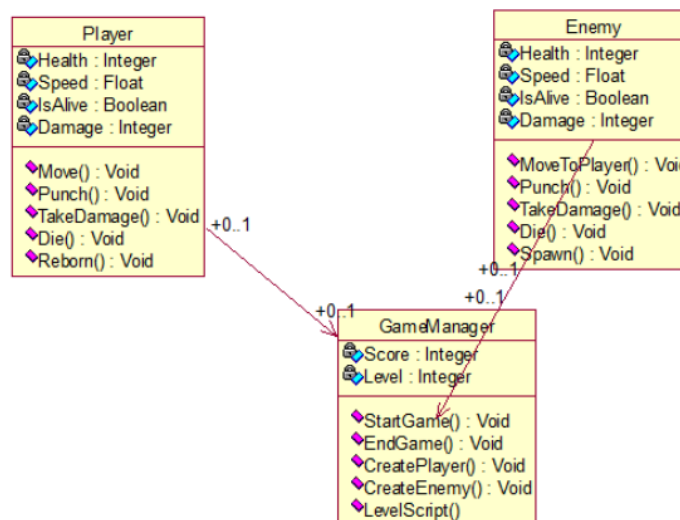 Player
Health : Integer
Speed : Float
IsAlive : Boolean
Damage : Integer
Move() : Void
Punch() : Void
TakeDamage() : Void
Die() : Void
Reborn() : Void
Enemy
Health : Integer
Speed : Float
IsAlive : Boolean
Damage : Integer
MoveToPlayer() : Void
Punch() : Void
TakeDamage() : Void
Die() : Void
Spawn() : Void
+0..1
+0..1
+0..1
+0..1
GameManager
Score : Integer
Level : Integer
StartGame() : Void
EndGame() : Void
CreatePlayer() : Void
CreateEnemy() : Void
LevelScript()